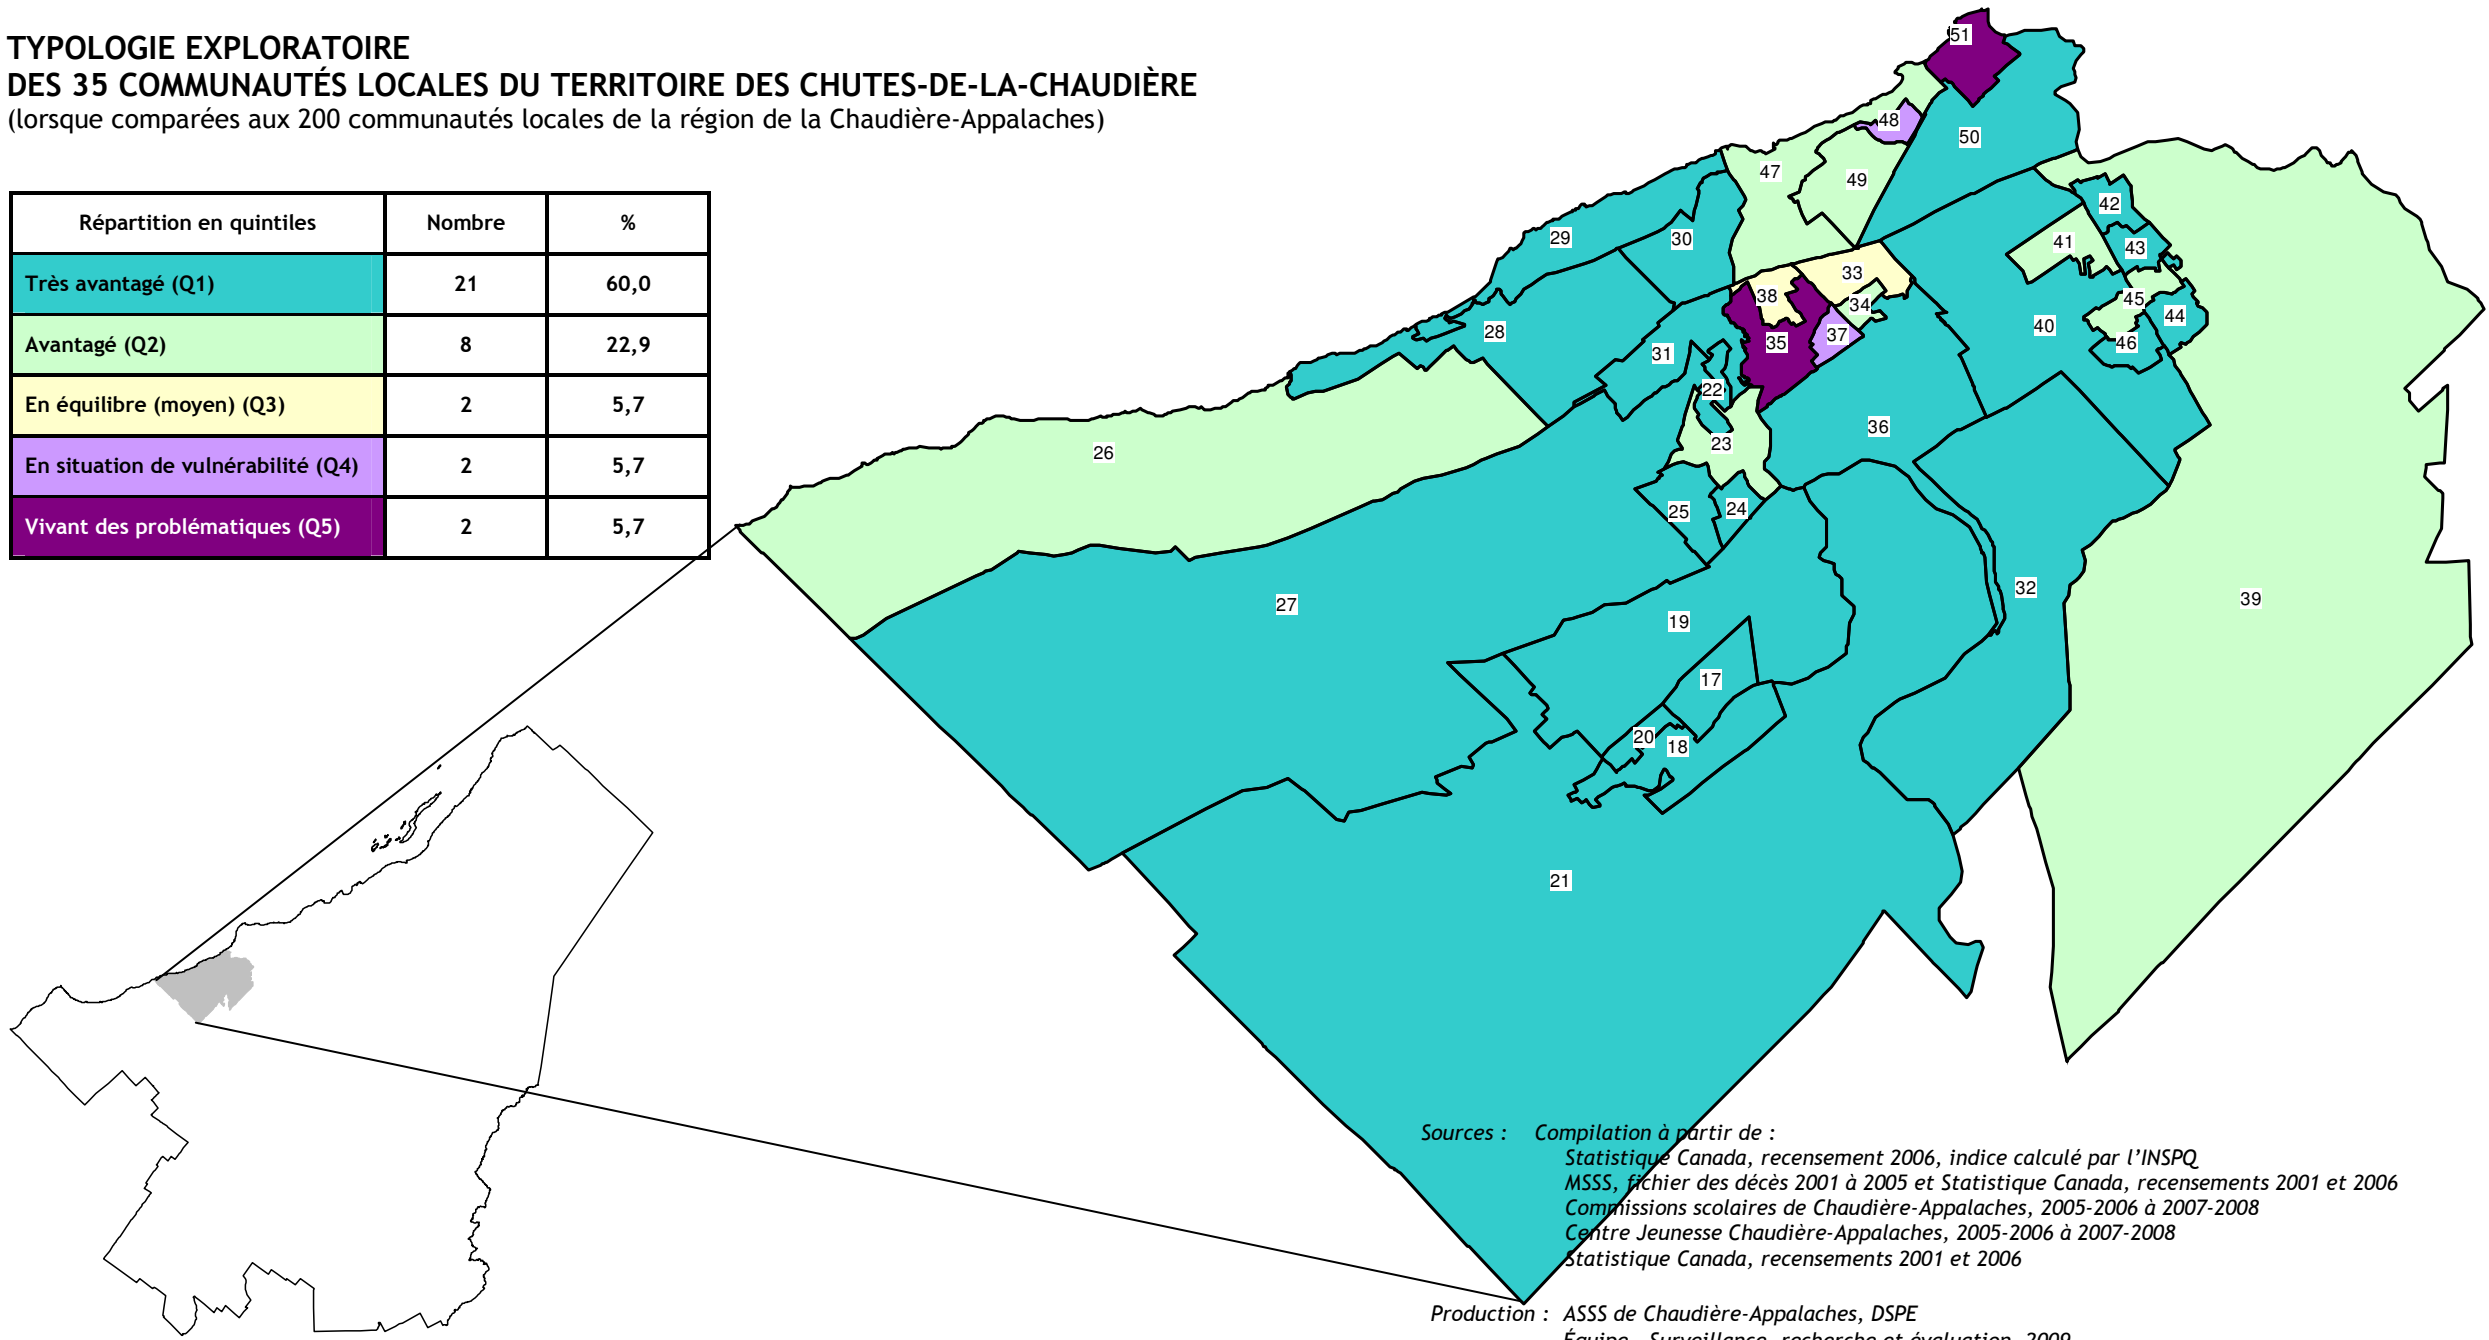 TYPOLOGIE EXPLORATOIRE
DES 35 COMMUNAUTÉS LOCALES DU TERRITOIRE DES CHUTES-DE-LA-CHAUDIÈRE
(lorsque comparées aux 200 communautés locales de la région de la Chaudière-Appalaches)
Répartition en quintiles Nombre %
Très avantagé (Q1) 21 60,0
Avantagé (Q2) 8 22,9
En équilibre (moyen) (Q3) 2 5,7
En situation de vulnérabilité (Q4) 2 5,7
Vivant des problématiques (Q5) 2 5,7
51
48
50
47
49
42
29
30
41
43
33
38
34
45
44
28
35
37
40
46
31
22
36
23
26
25
24
27
32
39
19
17
20
18
21
Sources : Compilation à partir de :
Statistique Canada, recensement 2006, indice calculé par l'INSPQ
MSSS, fichier des décès 2001 à 2005 et Statistique Canada, recensements 2001 et 2006
Commissions scolaires de Chaudière-Appalaches, 2005-2006 à 2007-2008
Centre Jeunesse Chaudière-Appalaches, 2005-2006 à 2007-2008
Statistique Canada, recensements 2001 et 2006
Production : ASSS de Chaudière-Appalaches, DSPE
Équipe - Surveillance, recherche et évaluation, 2009